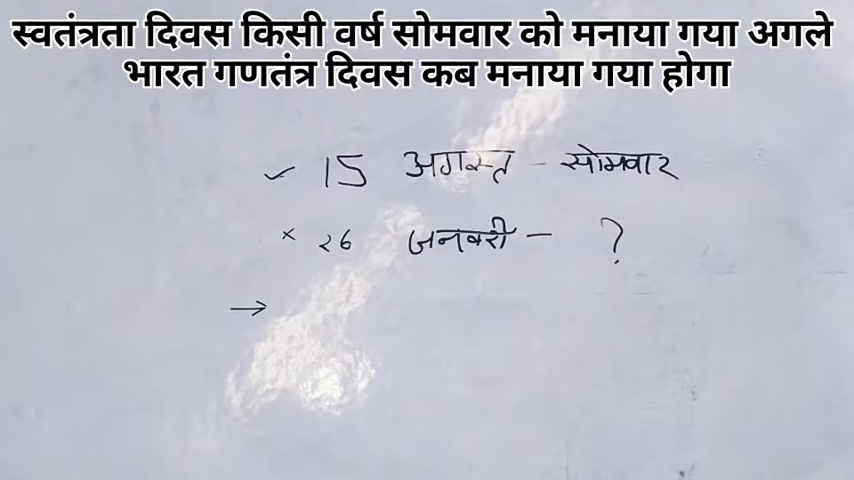 स्वतंत्रता दिवस किसी वर्ष सोमवार को मनाया गया अगले
भारत गणतंत्र दिवस कब मनाया गया होगा
✓ 15 अगस्त - सोमवार
× 26 जनवरी - ?
→